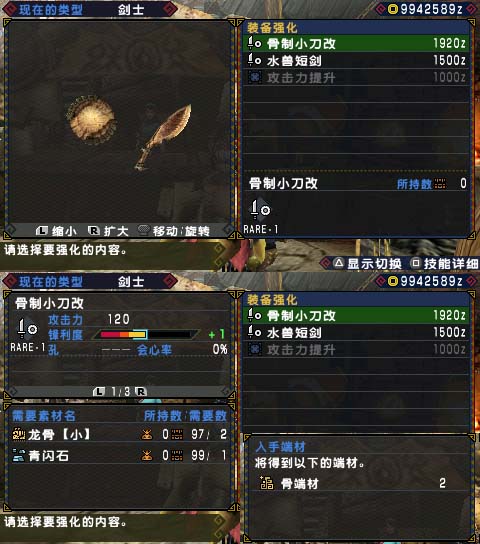 现在的类型 剑士
9942589z
装备强化
骨制小刀改 1920z
水兽短剑 1500z
攻击力提升 1000z
骨制小刀改 所持数 0
RARE-1
L 缩小 R 扩大 移动/旋转
请选择要强化的内容。
△显示切换 □技能详细
现在的类型 剑士
9942589z
骨制小刀改
攻击力 120
锋利度 +1
RARE-1 孔 --- 会心率 0%
L 1/3 R
需要素材名 所持数/需要数
龙骨【小】 0 97/ 2
青闪石 0 99/ 1
请选择要强化的内容。
装备强化
骨制小刀改 1920z
水兽短剑 1500z
攻击力提升 1000z
入手端材
将得到以下的端材。
骨端材 2